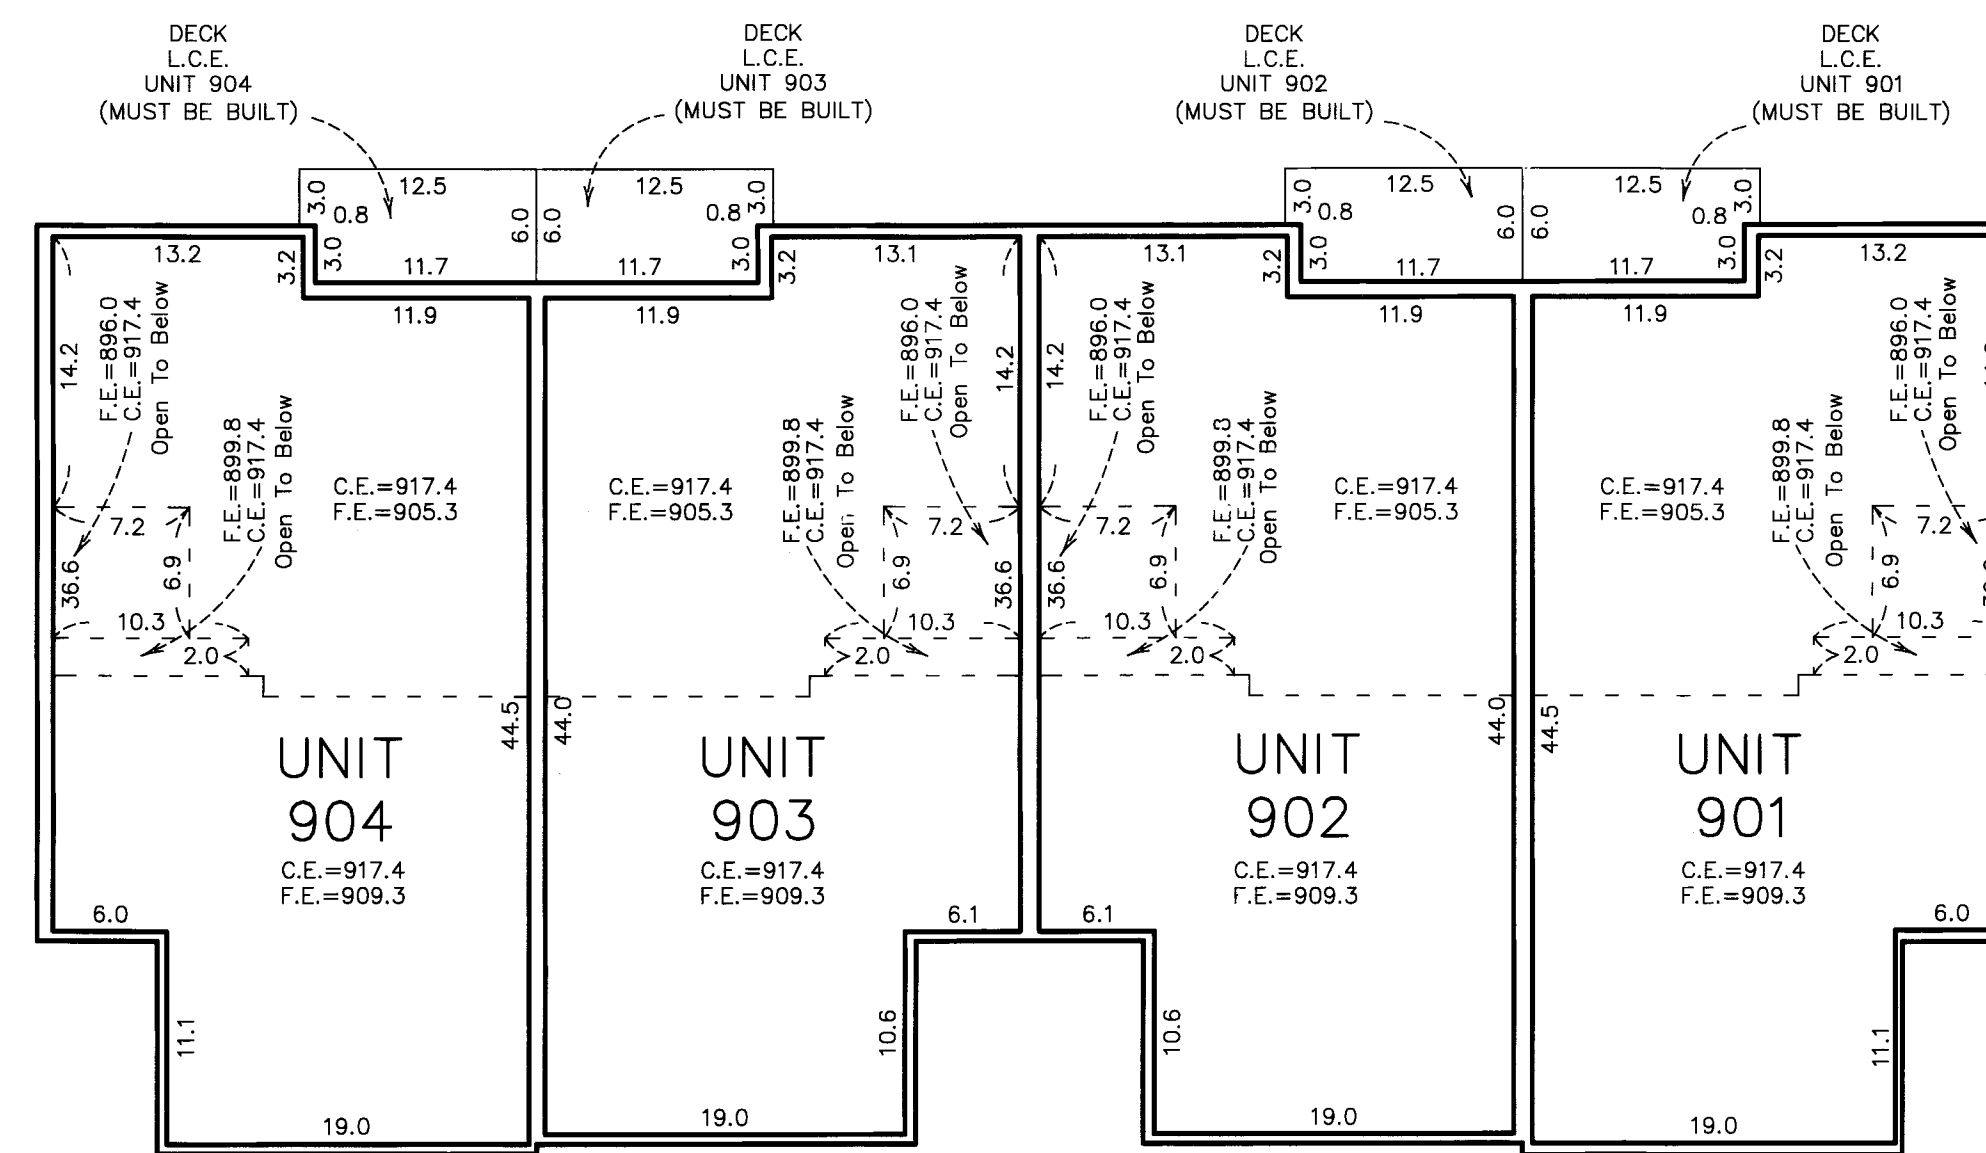 DECK
L.C.E.
UNIT 904
(MUST BE BUILT)
DECK
L.C.E.
UNIT 903
(MUST BE BUILT)
DECK
L.C.E.
UNIT 902
(MUST BE BUILT)
DECK
L.C.E.
UNIT 901
(MUST BE BUILT)
3.0
12.5
0.8
6.0
3.0
11.7
12.5
3.0
0.8
6.0
3.0
11.7
3.0
12.5
0.8
6.0
3.0
11.7
12.5
3.0
0.8
6.0
3.0
11.7
13.2
3.2
11.9
14.2
F.E.=896.0
C.E.=917.4
Open To Below
F.E.=899.8
C.E.=917.4
Open To Below
C.E.=917.4
F.E.=905.3
7.2
36.6
6.9
10.3
2.0
44.5
UNIT
904
C.E.=917.4
F.E.=909.3
6.0
11.1
19.0
3.2
13.1
11.9
14.2
F.E.=896.0
C.E.=917.4
Open To Below
F.E.=899.8
C.E.=917.4
Open To Below
C.E.=917.4
F.E.=905.3
7.2
36.6
6.9
10.3
2.0
44.0
UNIT
903
C.E.=917.4
F.E.=909.3
6.1
10.6
19.0
13.1
3.2
11.9
14.2
F.E.=896.0
C.E.=917.4
Open To Below
F.E.=899.3
C.E.=917.4
Open To Below
C.E.=917.4
F.E.=905.3
7.2
36.6
6.9
10.3
2.0
44.0
UNIT
902
C.E.=917.4
F.E.=909.3
6.1
10.6
19.0
3.2
13.2
11.9
F.E.=896.0
C.E.=917.4
Open To Below
F.E.=899.8
C.E.=917.4
Open To Below
C.E.=917.4
F.E.=905.3
7.2
6.9
10.3
2.0
44.5
UNIT
901
C.E.=917.4
F.E.=909.3
6.0
11.1
19.0